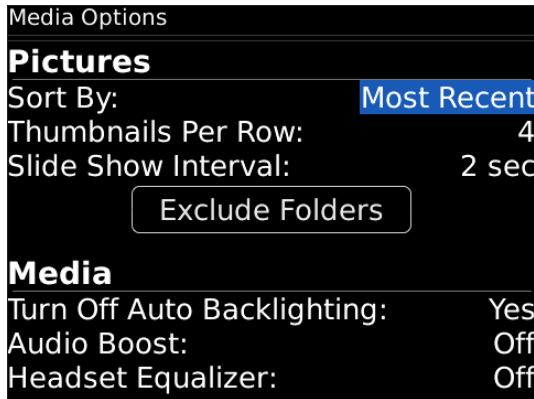 Media Options
Pictures
Sort By: Most Recent
Thumbnails Per Row: 4
Slide Show Interval: 2 sec
Exclude Folders
Media
Turn Off Auto Backlighting: Yes
Audio Boost: Off
Headset Equalizer: Off